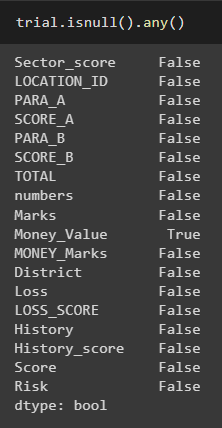 trial.isnull().any()
Sector_score False
LOCATION_ID False
PARA_A False
SCORE_A False
PARA_B False
SCORE_B False
TOTAL False
numbers False
Marks False
Money_Value True
MONEY_Marks False
District False
Loss False
LOSS_SCORE False
History False
History_score False
Score False
Risk False
dtype: bool